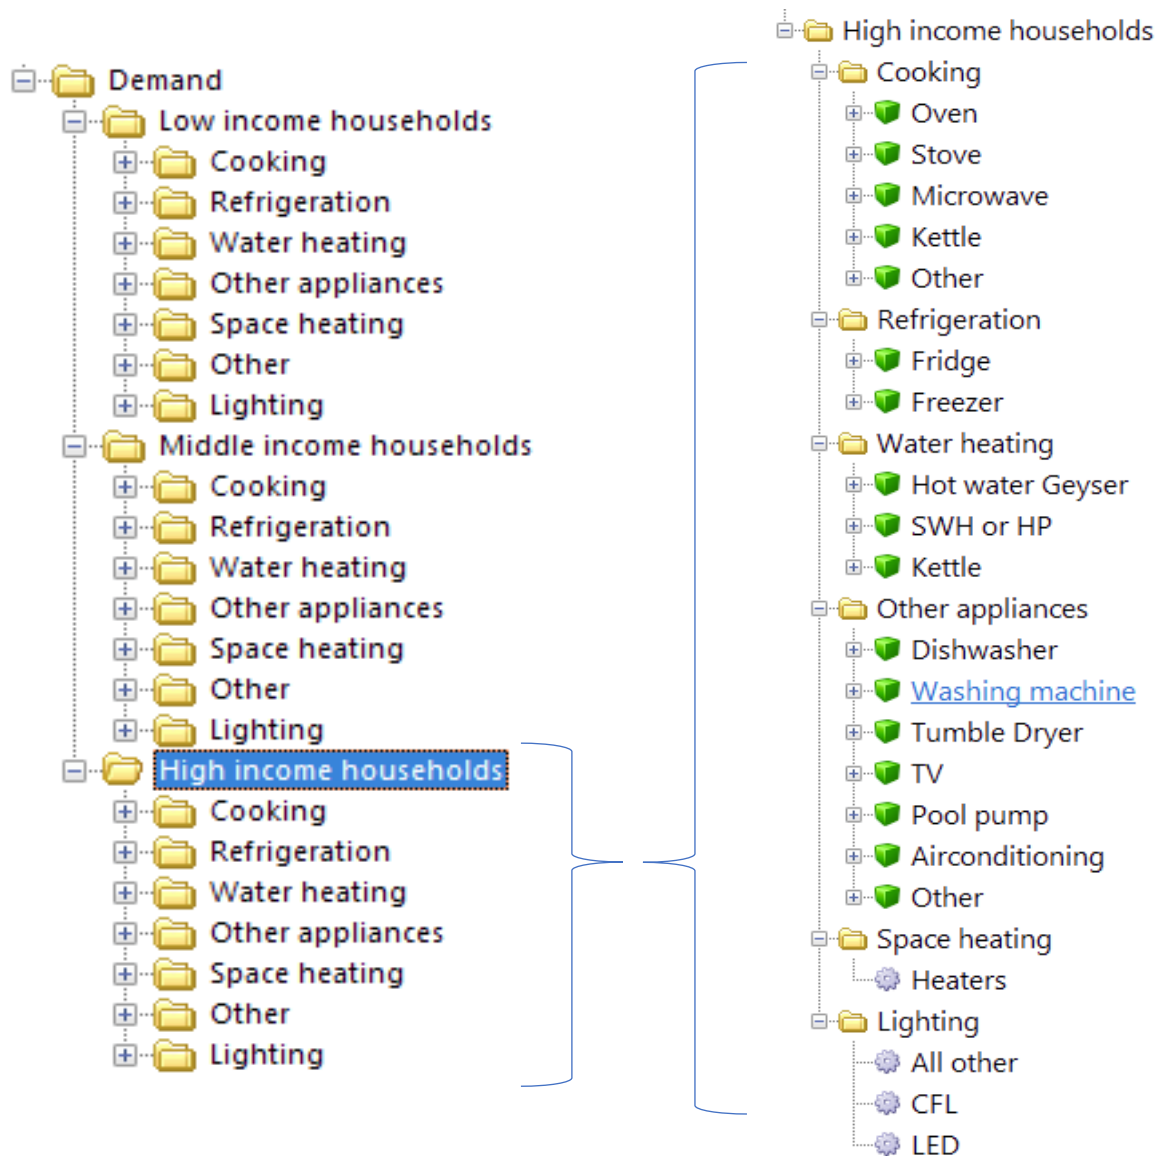 Demand
Low income households
Cooking
Refrigeration
Water heating
Other appliances
Space heating
Other
Lighting
Middle income households
Cooking
Refrigeration
Water heating
Other appliances
Space heating
Other
Lighting
High income households
Cooking
Refrigeration
Water heating
Other appliances
Space heating
Other
Lighting
High income households
Cooking
Oven
Stove
Microwave
Kettle
Other
Refrigeration
Fridge
Freezer
Water heating
Hot water Geyser
SWH or HP
Kettle
Other appliances
Dishwasher
Washing machine
Tumble Dryer
TV
Pool pump
Airconditioning
Other
Space heating
Heaters
Lighting
All other
CFL
LED